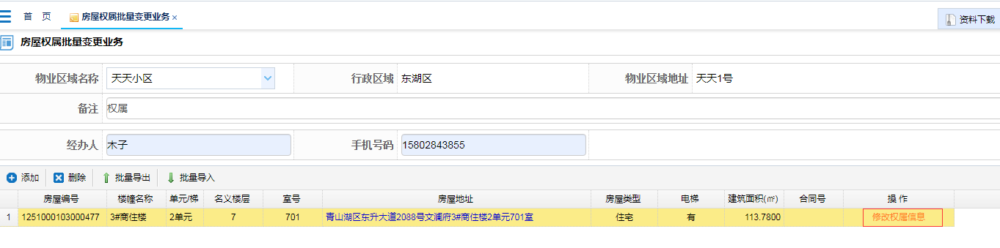 首 页 房屋权属批量变更业务 × 资料下载
房屋权属批量变更业务
物业区域名称 天天小区 行政区域 东湖区 物业区域地址 天天1号
备注 权属
经办人 木子 手机号码 15802843855
添加 删除 批量导出 批量导入
房屋编号 楼幢名称 单元/梯 名义楼层 室号 房屋地址 房屋类型 电梯 建筑面积(㎡) 合同号 操 作
1 1251000103000477 3#商住楼 2单元 7 701 青山湖区东升大道2088号文澜府3#商住楼2单元701室 住宅 有 113.7800 修改权属信息